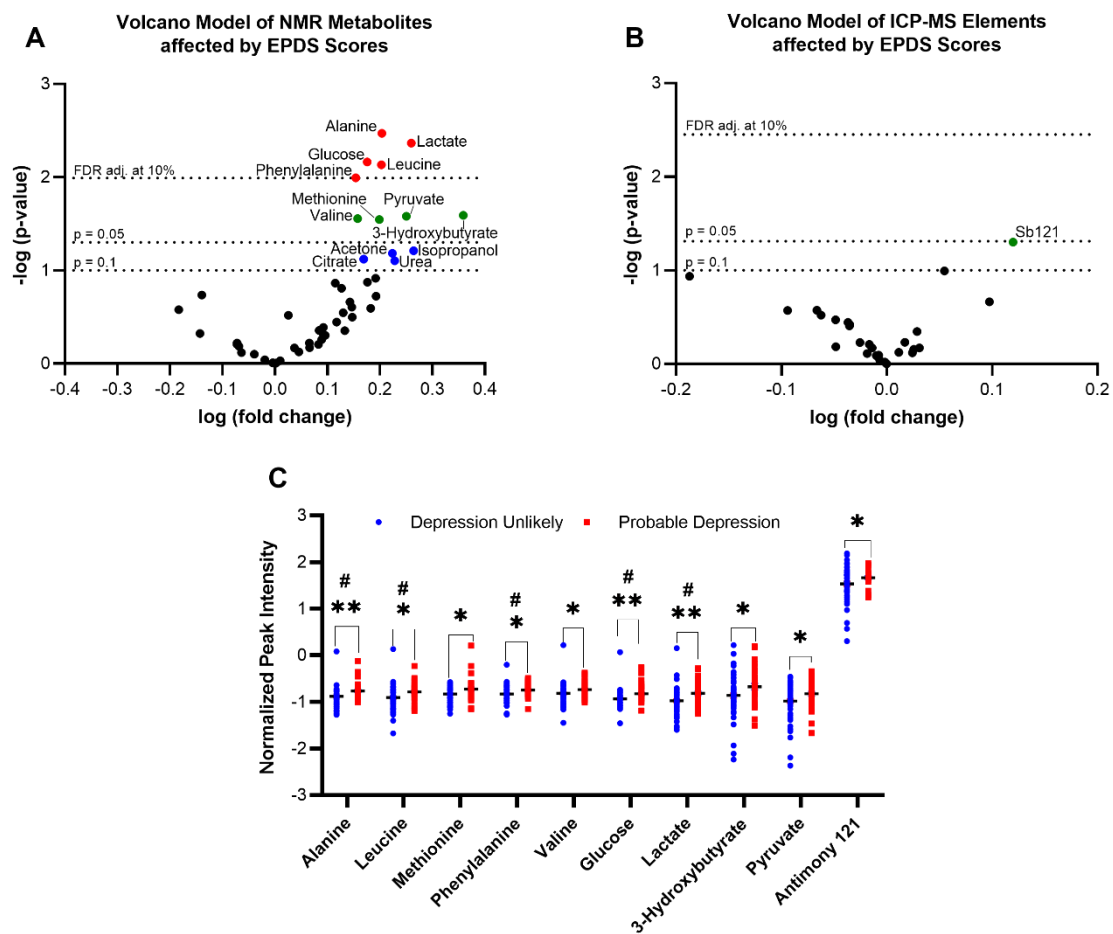 A
Volcano Model of NMR Metabolites
affected by EPDS Scores
3
2
1
0
-log (p-value)
FDR adj. at 10%
p = 0.05
p = 0.1
Alanine
Lactate
Glucose
Leucine
Phenylalanine
Methionine
Pyruvate
Valine
3-Hydroxybutyrate
Acetone
Isopropanol
Citrate
Urea
-0.4 -0.3 -0.2 -0.1 0.0 0.1 0.2 0.3 0.4
log (fold change)
B
Volcano Model of ICP-MS Elements
affected by EPDS Scores
3
2
1
0
-log (p-value)
FDR adj. at 10%
p = 0.05
p = 0.1
Sb121
-0.2 -0.1 0.0 0.1 0.2
log (fold change)
C
Depression Unlikely Probable Depression
3
2
1
0
-1
-2
-3
Normalized Peak Intensity
# # # # #
** * * * * ** ** * * *
Alanine
Leucine
Methionine
Phenylalanine
Valine
Glucose
Lactate
3-Hydroxybutyrate
Pyruvate
Antimony 121